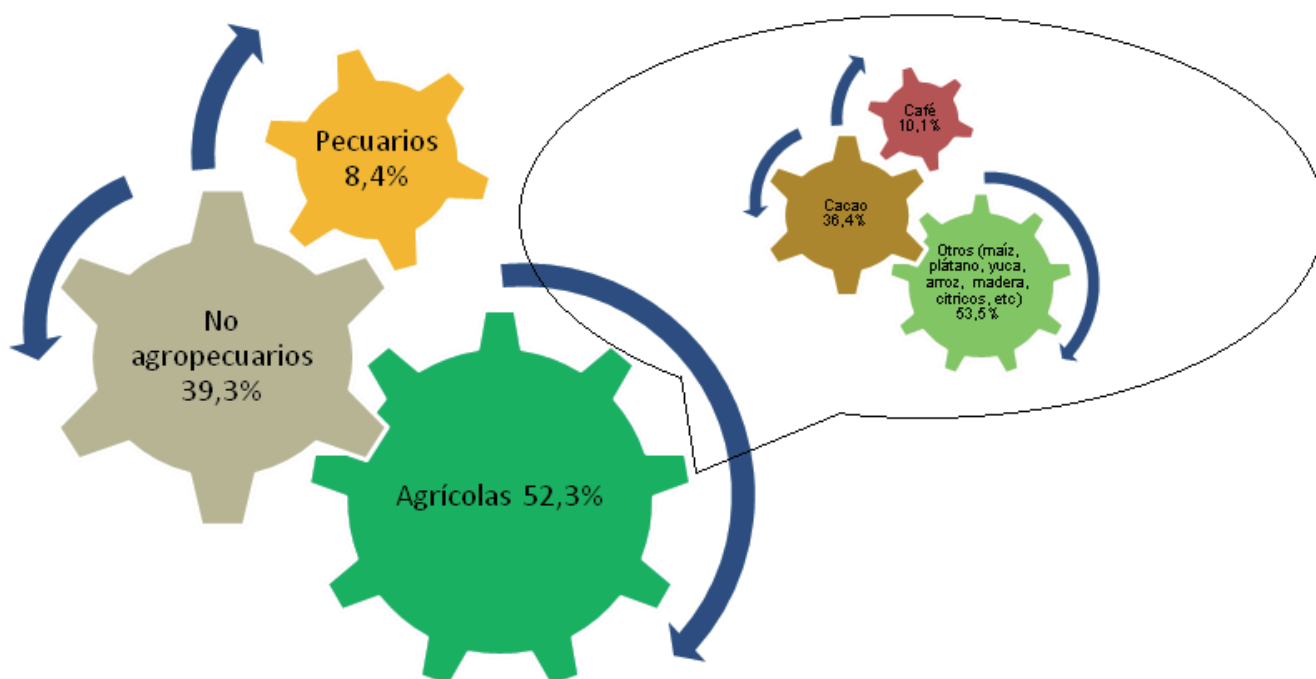 Pecuarios
8,4%
No
agropecuarios
39,3%
Agrícolas 52,3%
Café
10,1%
Cacao
36,4%
Otros (maíz,
plátano, yuca,
arroz, madera,
citricos, etc)
53,5%